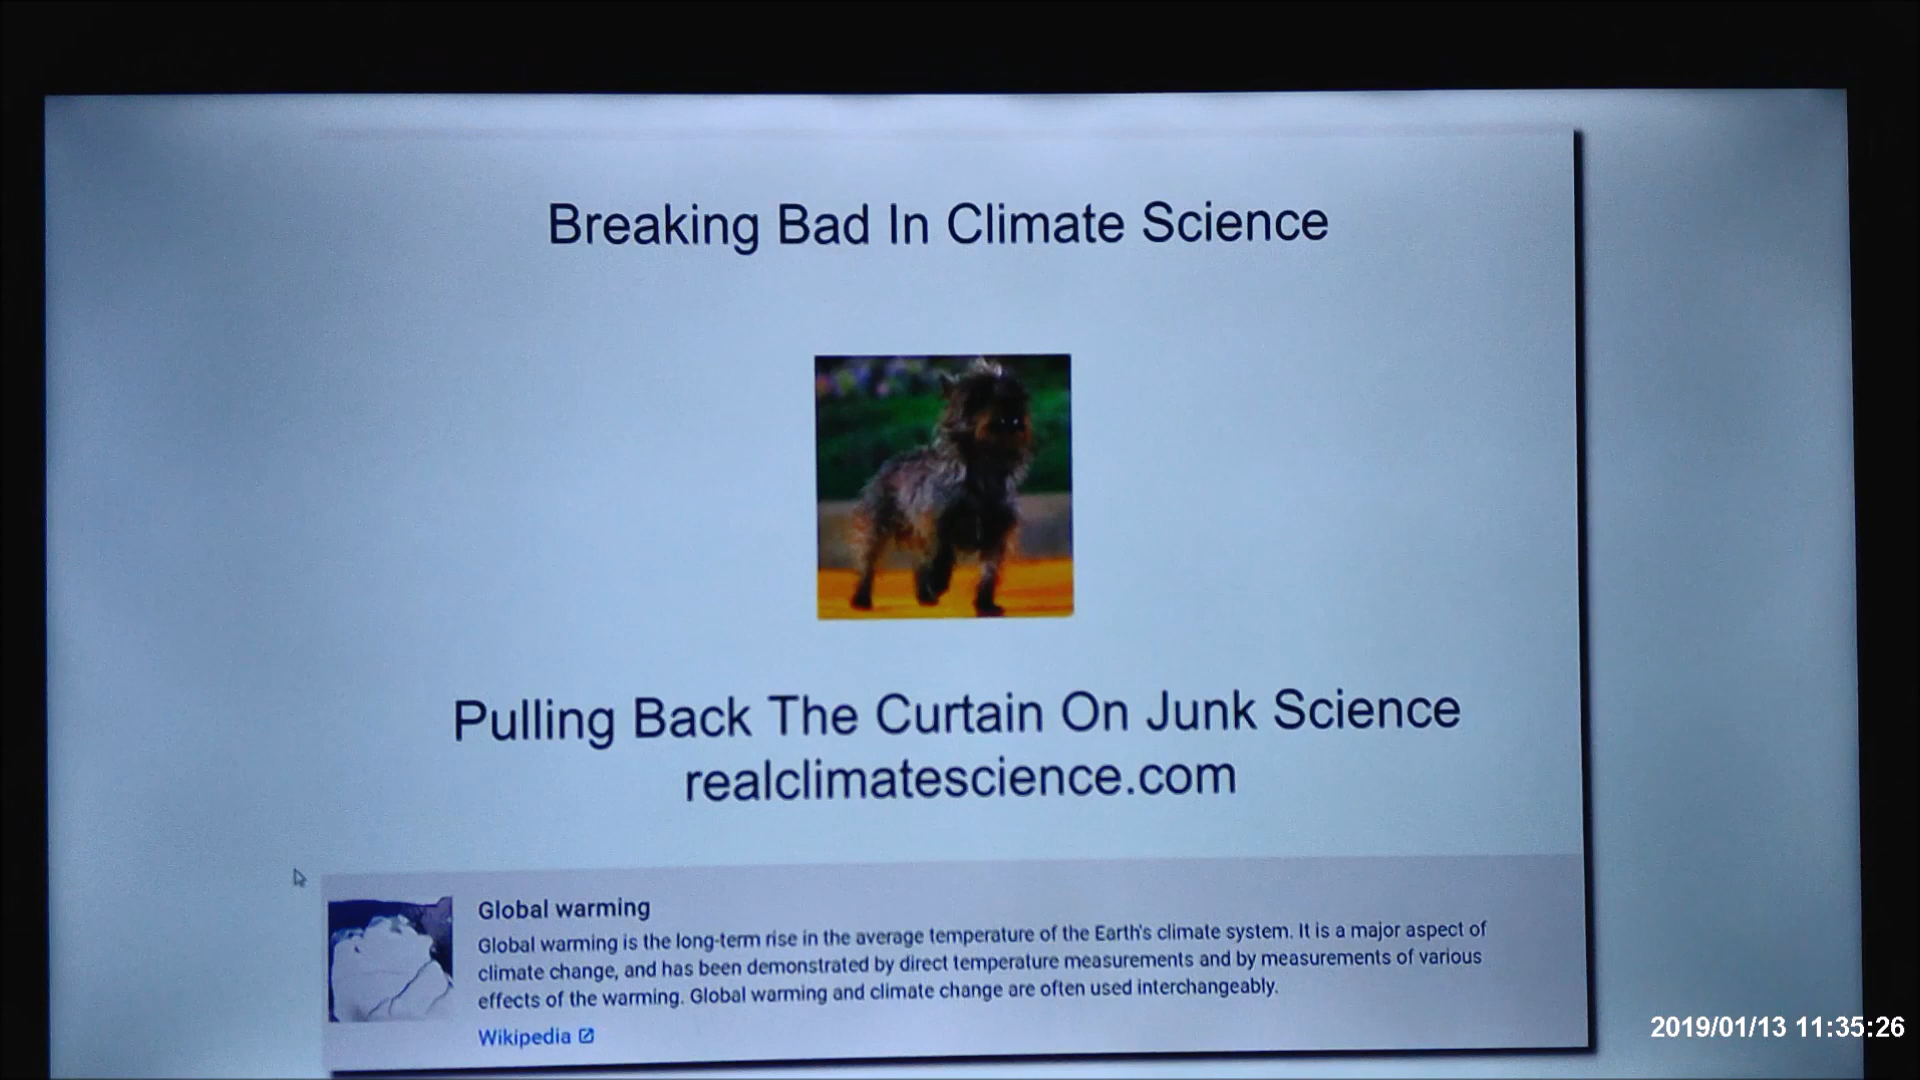 Breaking Bad In Climate Science
Pulling Back The Curtain On Junk Science
realclimatescience.com
Global warming
Global warming is the long-term rise in the average temperature of the Earth's climate system. It is a major aspect of
climate change, and has been demonstrated by direct temperature measurements and by measurements of various
effects of the warming. Global warming and climate change are often used interchangeably.
Wikipedia
2019/01/13 11:35:26